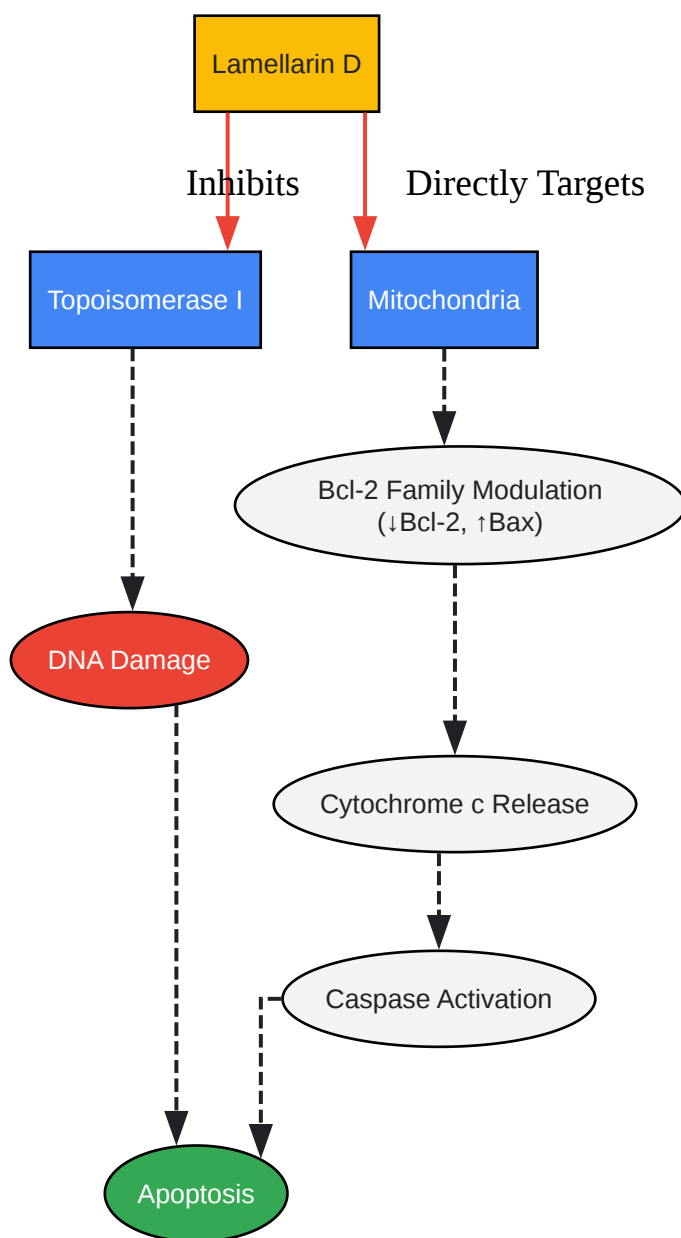 Lamellarin D
Inhibits
Directly Targets
Topoisomerase I
Mitochondria
Bcl-2 Family Modulation
(↓Bcl-2, ↑Bax)
DNA Damage
Cytochrome c Release
Caspase Activation
Apoptosis